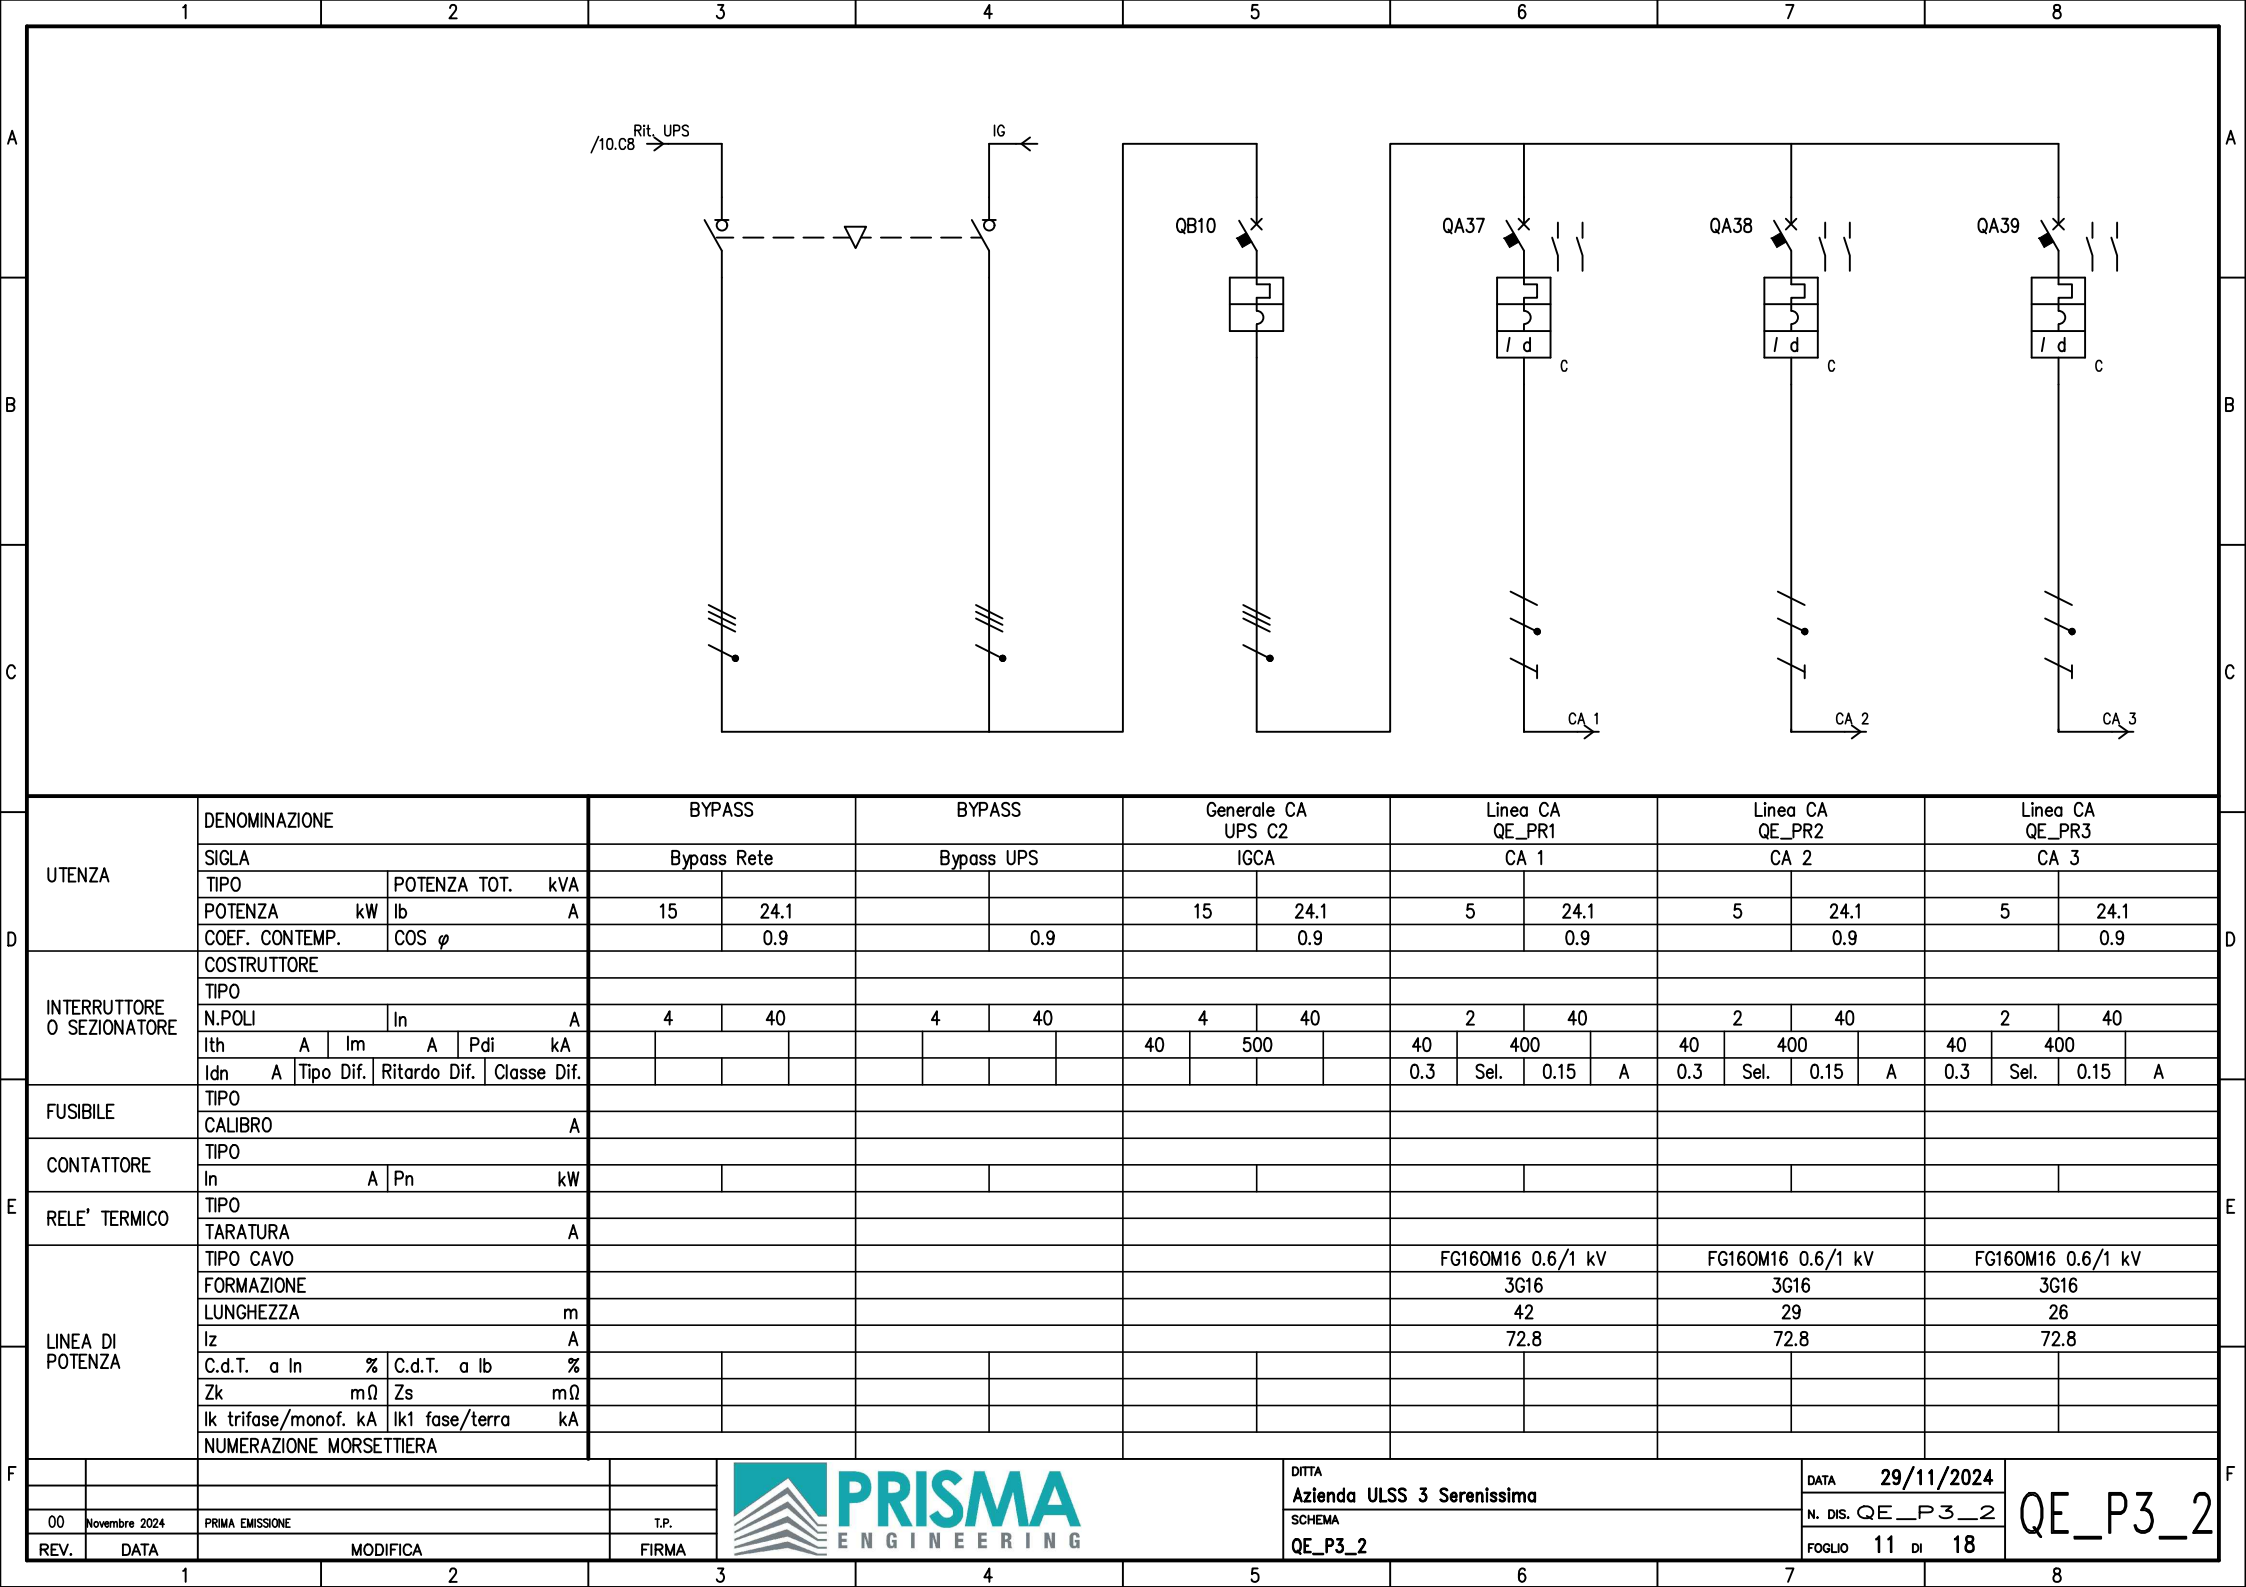 1 2 3 4 5 6 7 8
A A
B B
C C
D D
E E
F F
Rit. UPS
/10.C8
IG
QB10 QA37 QA38 QA39
I d I d I d
C C C
CA 1 CA 2 CA 3
UTENZA
DENOMINAZIONE BYPASS BYPASS Generale CA Linea CA Linea CA Linea CA
UPS C2 QE_PR1 QE_PR2 QE_PR3
SIGLA Bypass Rete Bypass UPS IGCA CA 1 CA 2 CA 3
TIPO POTENZA TOT. kVA
POTENZA kW Ib A 15 24.1 15 24.1 5 24.1 5 24.1 5 24.1
COEF. CONTEMP. COS φ 0.9 0.9 0.9 0.9 0.9 0.9
INTERRUTTORE
O SEZIONATORE
COSTRUTTORE
TIPO
N.POLI In A 4 40 4 40 4 40 2 40 2 40 2 40
Ith A Im A Pdi kA 40 500 40 400 40 400 40 400
Idn A Tipo Dif. Ritardo Dif. Classe Dif. 0.3 Sel. 0.15 A 0.3 Sel. 0.15 A 0.3 Sel. 0.15 A
FUSIBILE
TIPO
CALIBRO A
CONTATTORE
TIPO
In A Pn kW
RELE' TERMICO
TIPO
TARATURA A
LINEA DI
POTENZA
TIPO CAVO FG16OM16 0.6/1 kV FG16OM16 0.6/1 kV FG16OM16 0.6/1 kV
FORMAZIONE 3G16 3G16 3G16
LUNGHEZZA m 42 29 26
Iz A 72.8 72.8 72.8
C.d.T. a In % C.d.T. a Ib %
Zk mΩ Zs mΩ
Ik trifase/monof. kA Ik1 fase/terra kA
NUMERAZIONE MORSETTIERA
00 Novembre 2024 PRIMA EMISSIONE T.P.
REV. DATA MODIFICA FIRMA
PRISMA
ENGINEERING
DITTA
Azienda ULSS 3 Serenissima
SCHEMA
QE_P3_2
DATA 29/11/2024
N. DIS. QE_P3_2
FOGLIO 11 DI 18
QE_P3_2
1 2 3 4 5 6 7 8